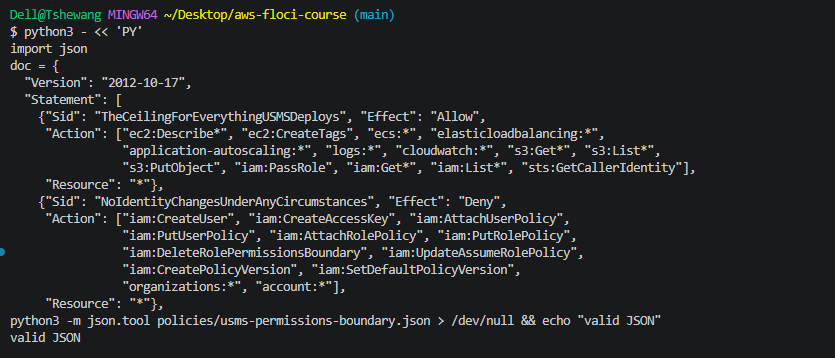 Dell@Tshewang MINGW64 ~/Desktop/aws-floci-course (main)
$ python3 - << 'PY'
import json
doc = {
  "Version": "2012-10-17",
  "Statement": [
    {"Sid": "TheCeilingForEverythingUSMSDeploys", "Effect": "Allow",
     "Action": ["ec2:Describe*", "ec2:CreateTags", "ecs:*", "elasticloadbalancing:*",
                "application-autoscaling:*", "logs:*", "cloudwatch:*", "s3:Get*", "s3:List*",
                "s3:PutObject", "iam:PassRole", "iam:Get*", "iam:List*", "sts:GetCallerIdentity"],
     "Resource": "*"},
    {"Sid": "NoIdentityChangesUnderAnyCircumstances", "Effect": "Deny",
     "Action": ["iam:CreateUser", "iam:CreateAccessKey", "iam:AttachUserPolicy",
                "iam:PutUserPolicy", "iam:AttachRolePolicy", "iam:PutRolePolicy",
                "iam:DeleteRolePermissionsBoundary", "iam:UpdateAssumeRolePolicy",
                "iam:CreatePolicyVersion", "iam:SetDefaultPolicyVersion",
                "organizations:*", "account:*"],
     "Resource": "*"},
python3 -m json.tool policies/usms-permissions-boundary.json > /dev/null && echo "valid JSON"
valid JSON